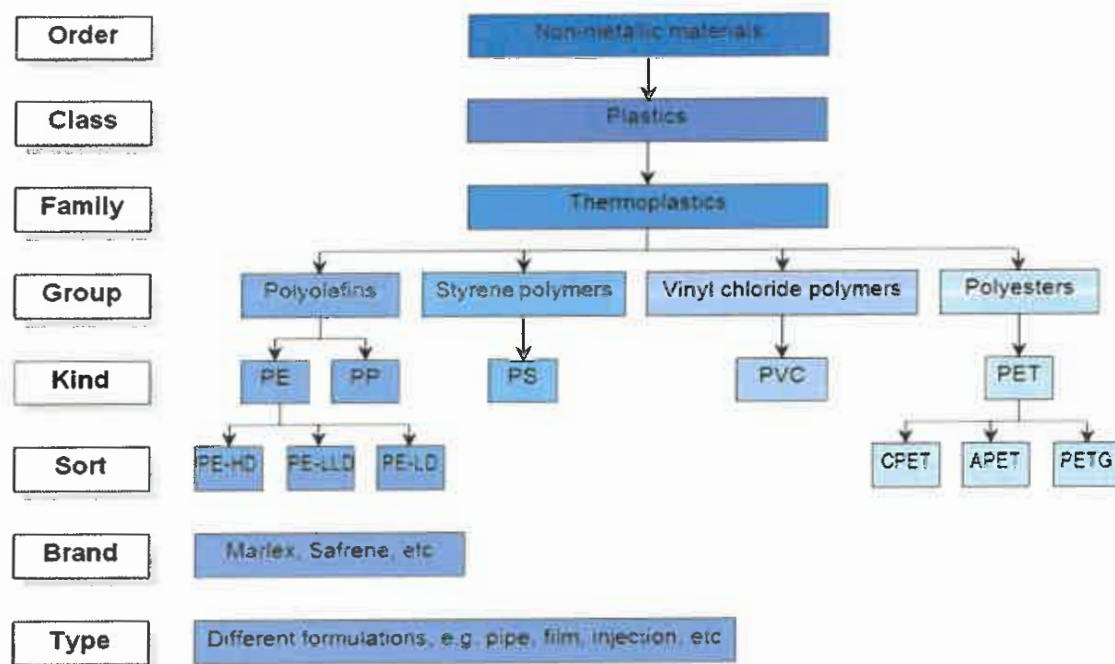 Order
Non-metallic materials
Class
Plastics
Family
Thermoplastics
Group
Polyolefins
Styrene polymers
Vinyl chloride polymers
Polyesters
Kind
PE
PP
PS
PVC
PET
Sort
PE-HD
PE-LLD
PE-LD
CPET
APET
PETG
Brand
Marlex, Safrene, etc
Type
Different formulations, e.g. pipe, film, injection, etc